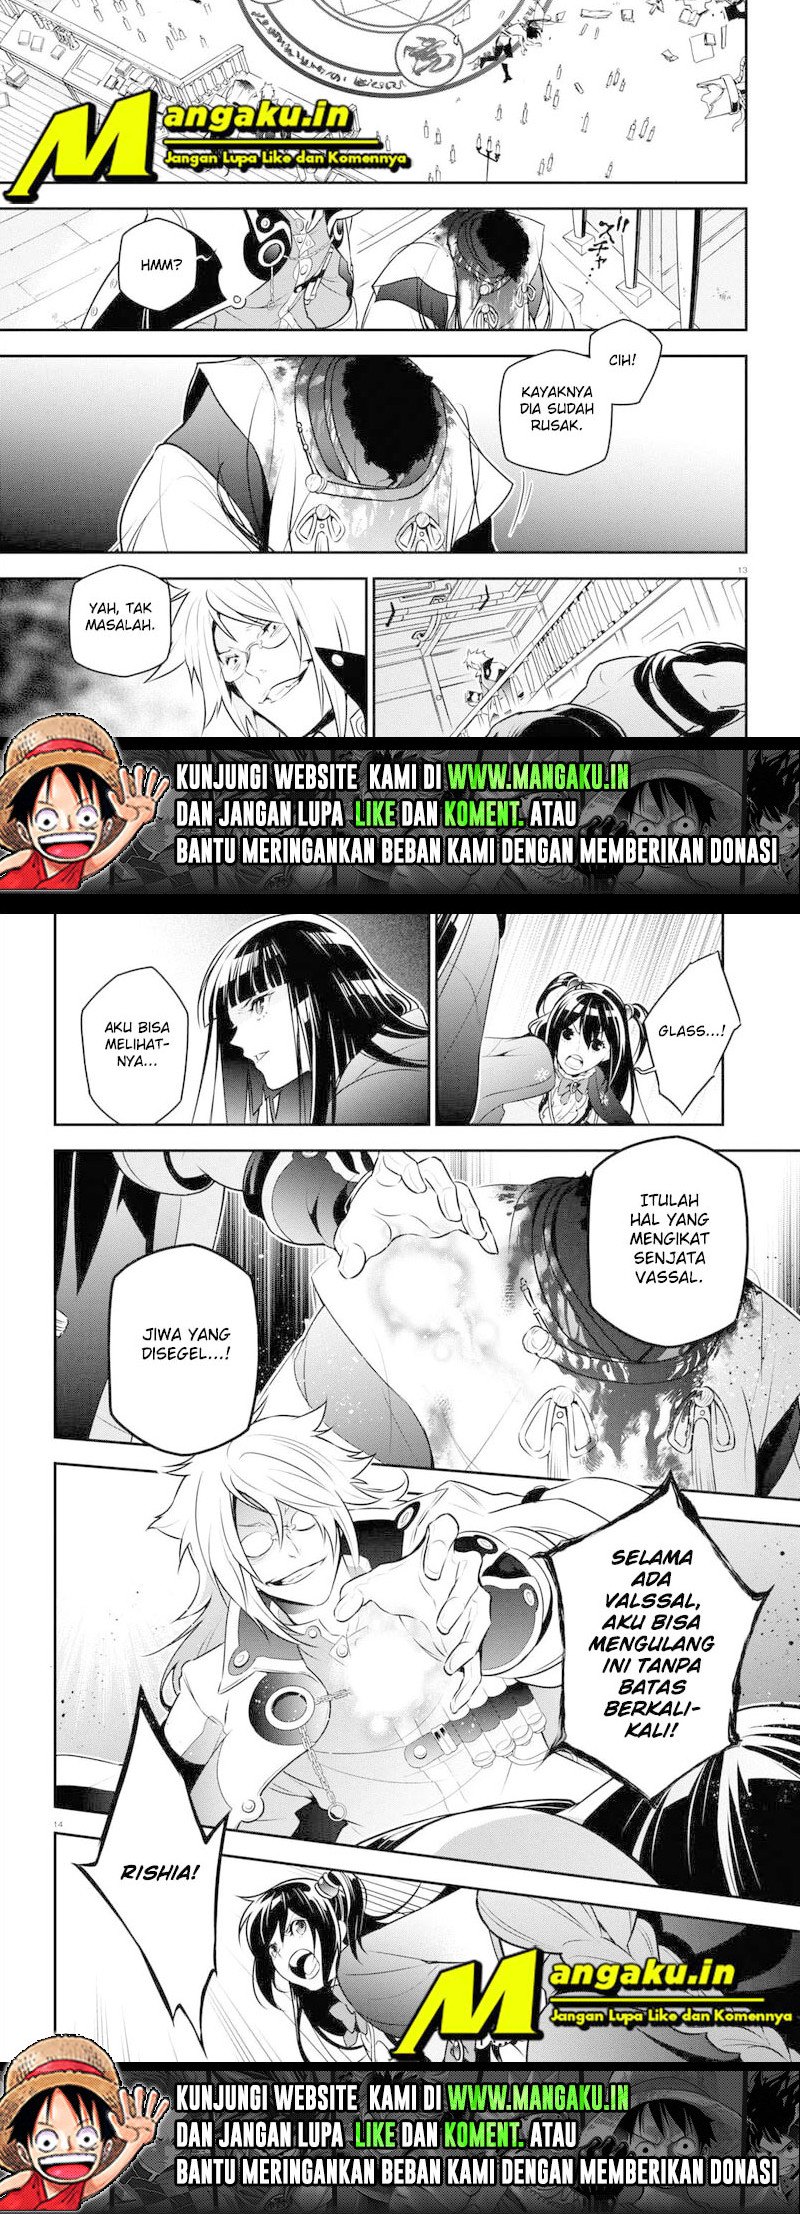 Mangaku.in
Jangan Lupa Like dan Komennya
HMM?
ズチャ
CIH!
KAYAKNYA
DIA SUDAH
RUSAK.
13
YAH, TAK
MASALAH.
KUNJUNGI WEBSITE KAMI DI WWW.MANGAKU.IN
DAN JANGAN LUPA LIKE DAN KOMENT. ATAU
BANTU MERINGANKAN BEBAN KAMI DENGAN MEMBERIKAN DONASI
GLASS...!
AKU BISA
MELIHAT-
NYA...
ITULAH
HAL YANG
MENGIKAT
SENJATA
VASSAL.
JIWA YANG
DISEGEL...!
SELAMA
ADA
VALSSAL,
AKU BISA
MENGULANG
INI TANPA
BATAS
BERKALI-
KALI!
14
RISHIA!
Mangaku.in
Jangan Lupa Like dan Komennya
KUNJUNGI WEBSITE KAMI DI WWW.MANGAKU.IN
DAN JANGAN LUPA LIKE DAN KOMENT. ATAU
BANTU MERINGANKAN BEBAN KAMI DENGAN MEMBERIKAN DONASI